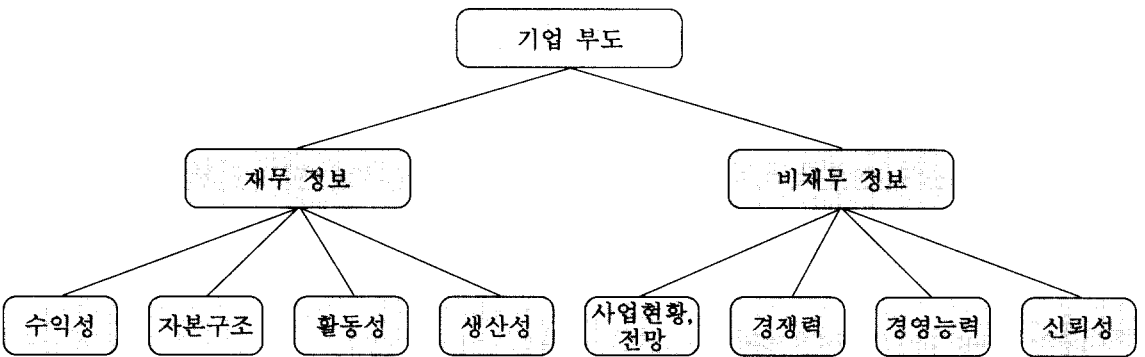 기업 부도
재무 정보
비재무 정보
수익성
자본구조
활동성
생산성
사업현황,
전망
경쟁력
경영능력
신뢰성